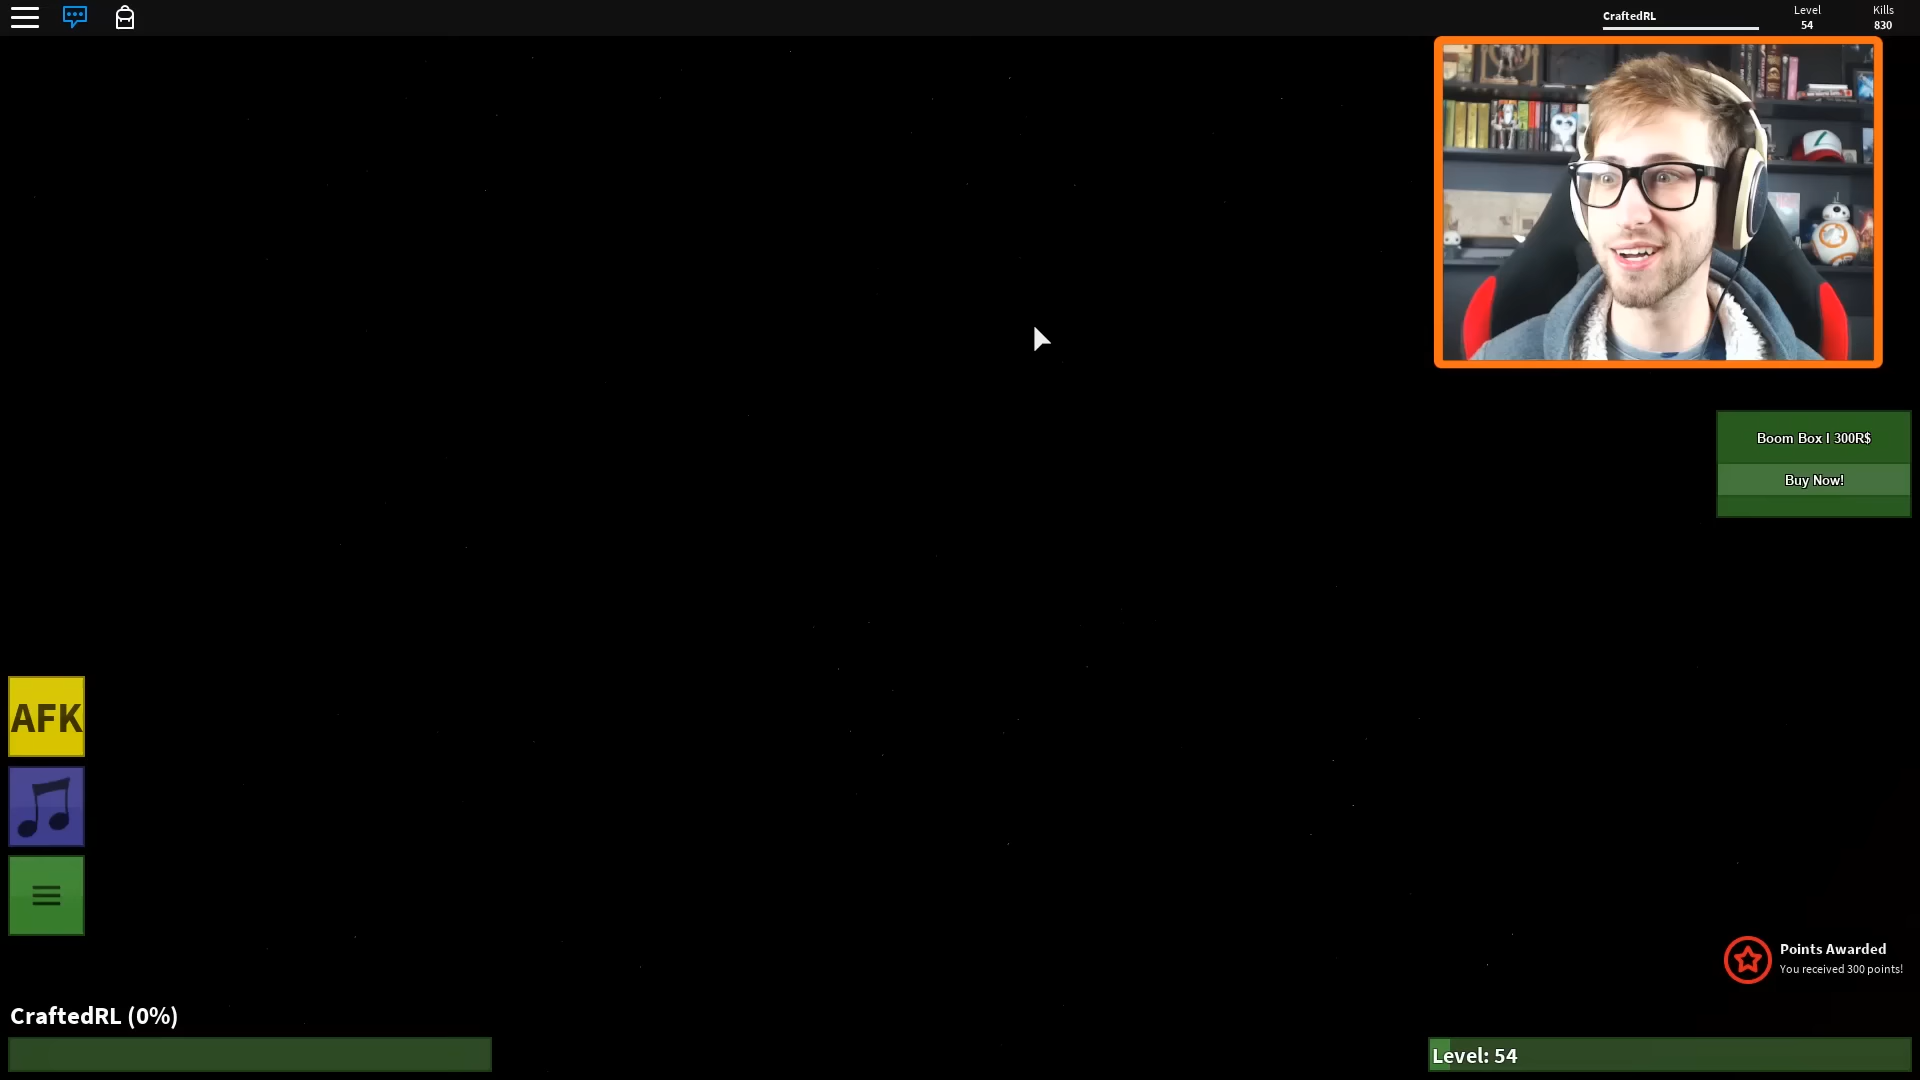 CraftedRL
Level
54
Kills
830
Boom Box I 300R$
Buy Now!
AFK
Points Awarded
You received 300 points!
CraftedRL (0%)
Level: 54